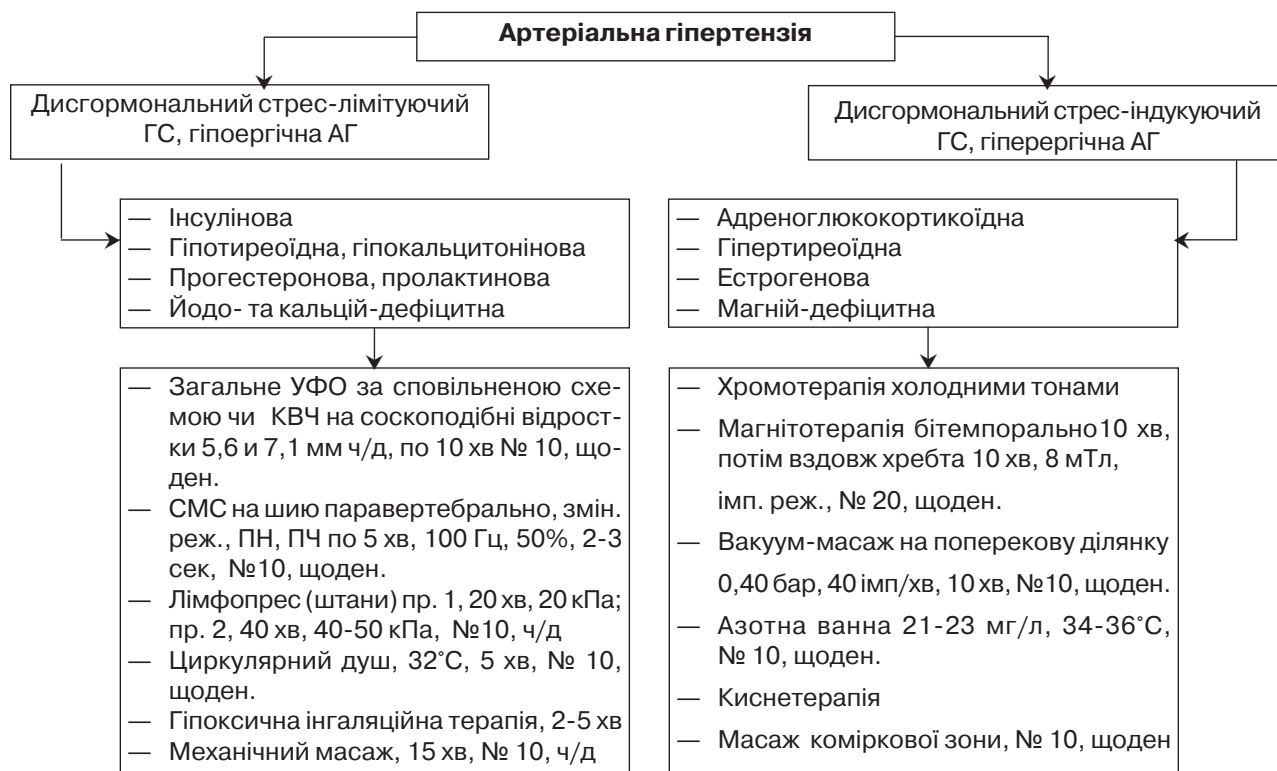 Артеріальна гіпертензія
Дисгормональний стрес-лімітуючий
ГС, гіпоергічна АГ
Дисгормональний стрес-індукуючий
ГС, гіперергічна АГ
— Інсулінова
— Гіпотиреоїдна, гіпокальцитонінова
— Прогестеронова, пролактинова
— Йодо- та кальцій-дефіцитна
— Адреноглюкокортикоїдна
— Гіпертиреоїдна
— Естрогенова
— Магній-дефіцитна
— Загальне УФО за сповільненою схе-
мою чи КВЧ на соскоподібні відрост-
ки 5,6 и 7,1 мм ч/д, по 10 хв № 10, що-
ден.
— СМС на шию паравертебрально, змін.
реж., ПН, ПЧ по 5 хв, 100 Гц, 50%, 2-3
сек, №10, щоден.
— Лімфопрес (штани) пр. 1, 20 хв, 20 кПа;
пр. 2, 40 хв, 40-50 кПа, №10, ч/д
— Циркулярний душ, 32°С, 5 хв, № 10,
щоден.
— Гіпоксична інгаляційна терапія, 2-5 хв
— Механічний масаж, 15 хв, № 10, ч/д
— Хромотерапія холодними тонами
— Магнітотерапія бітемпорально10 хв,
потім вздовж хребта 10 хв, 8 мТл,
імп. реж., № 20, щоден.
— Вакуум-масаж на поперекову ділянку
0,40 бар, 40 імп/хв, 10 хв, №10, щоден.
— Азотна ванна 21-23 мг/л, 34-36°С,
№ 10, щоден.
— Киснетерапія
— Масаж коміркової зони, № 10, щоден